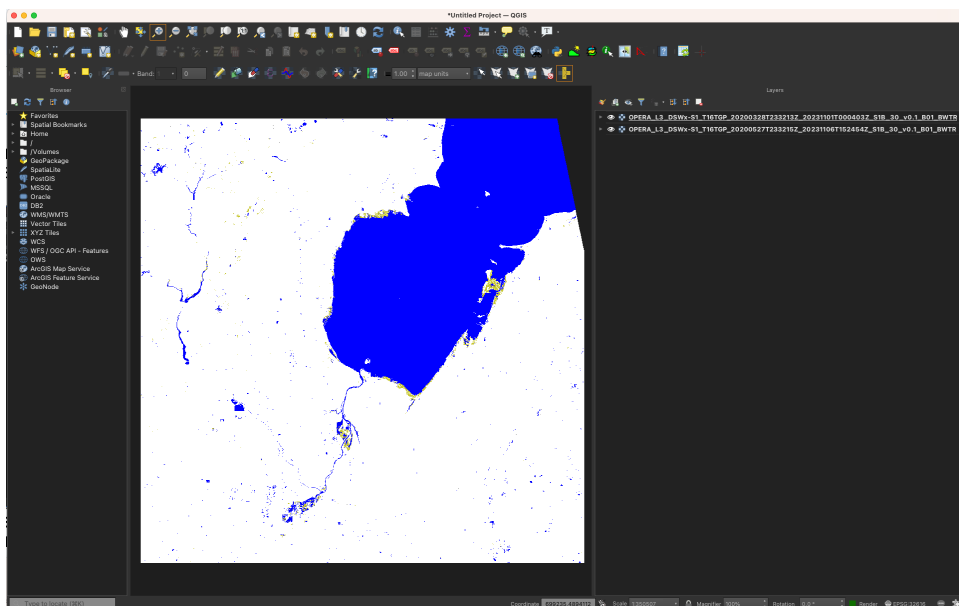 *Untitled Project — QGIS
Band:
0
1.00
map units
Browser
Layers
Favorites
Spatial Bookmarks
Home
/
/Volumes
GeoPackage
SpatiaLite
PostGIS
MSSQL
Oracle
DB2
WMS/WMTS
Vector Tiles
XYZ Tiles
WCS
WFS / OGC API - Features
OWS
ArcGIS Map Service
ArcGIS Feature Service
GeoNode
OPERA_L3_DSWx-S1_T16TGP_20200328T233213Z_20231101T000403Z_S1B_30_v0.1_B01_BWTR
OPERA_L3_DSWx-S1_T16TGP_20200527T233215Z_20231106T152454Z_S1B_30_v0.1_B01_BWTR
Type to locate (⌘K)
Coordinate
Scale
Magnifier 100%
Rotation 0.0 °
Render
EPSG:32616